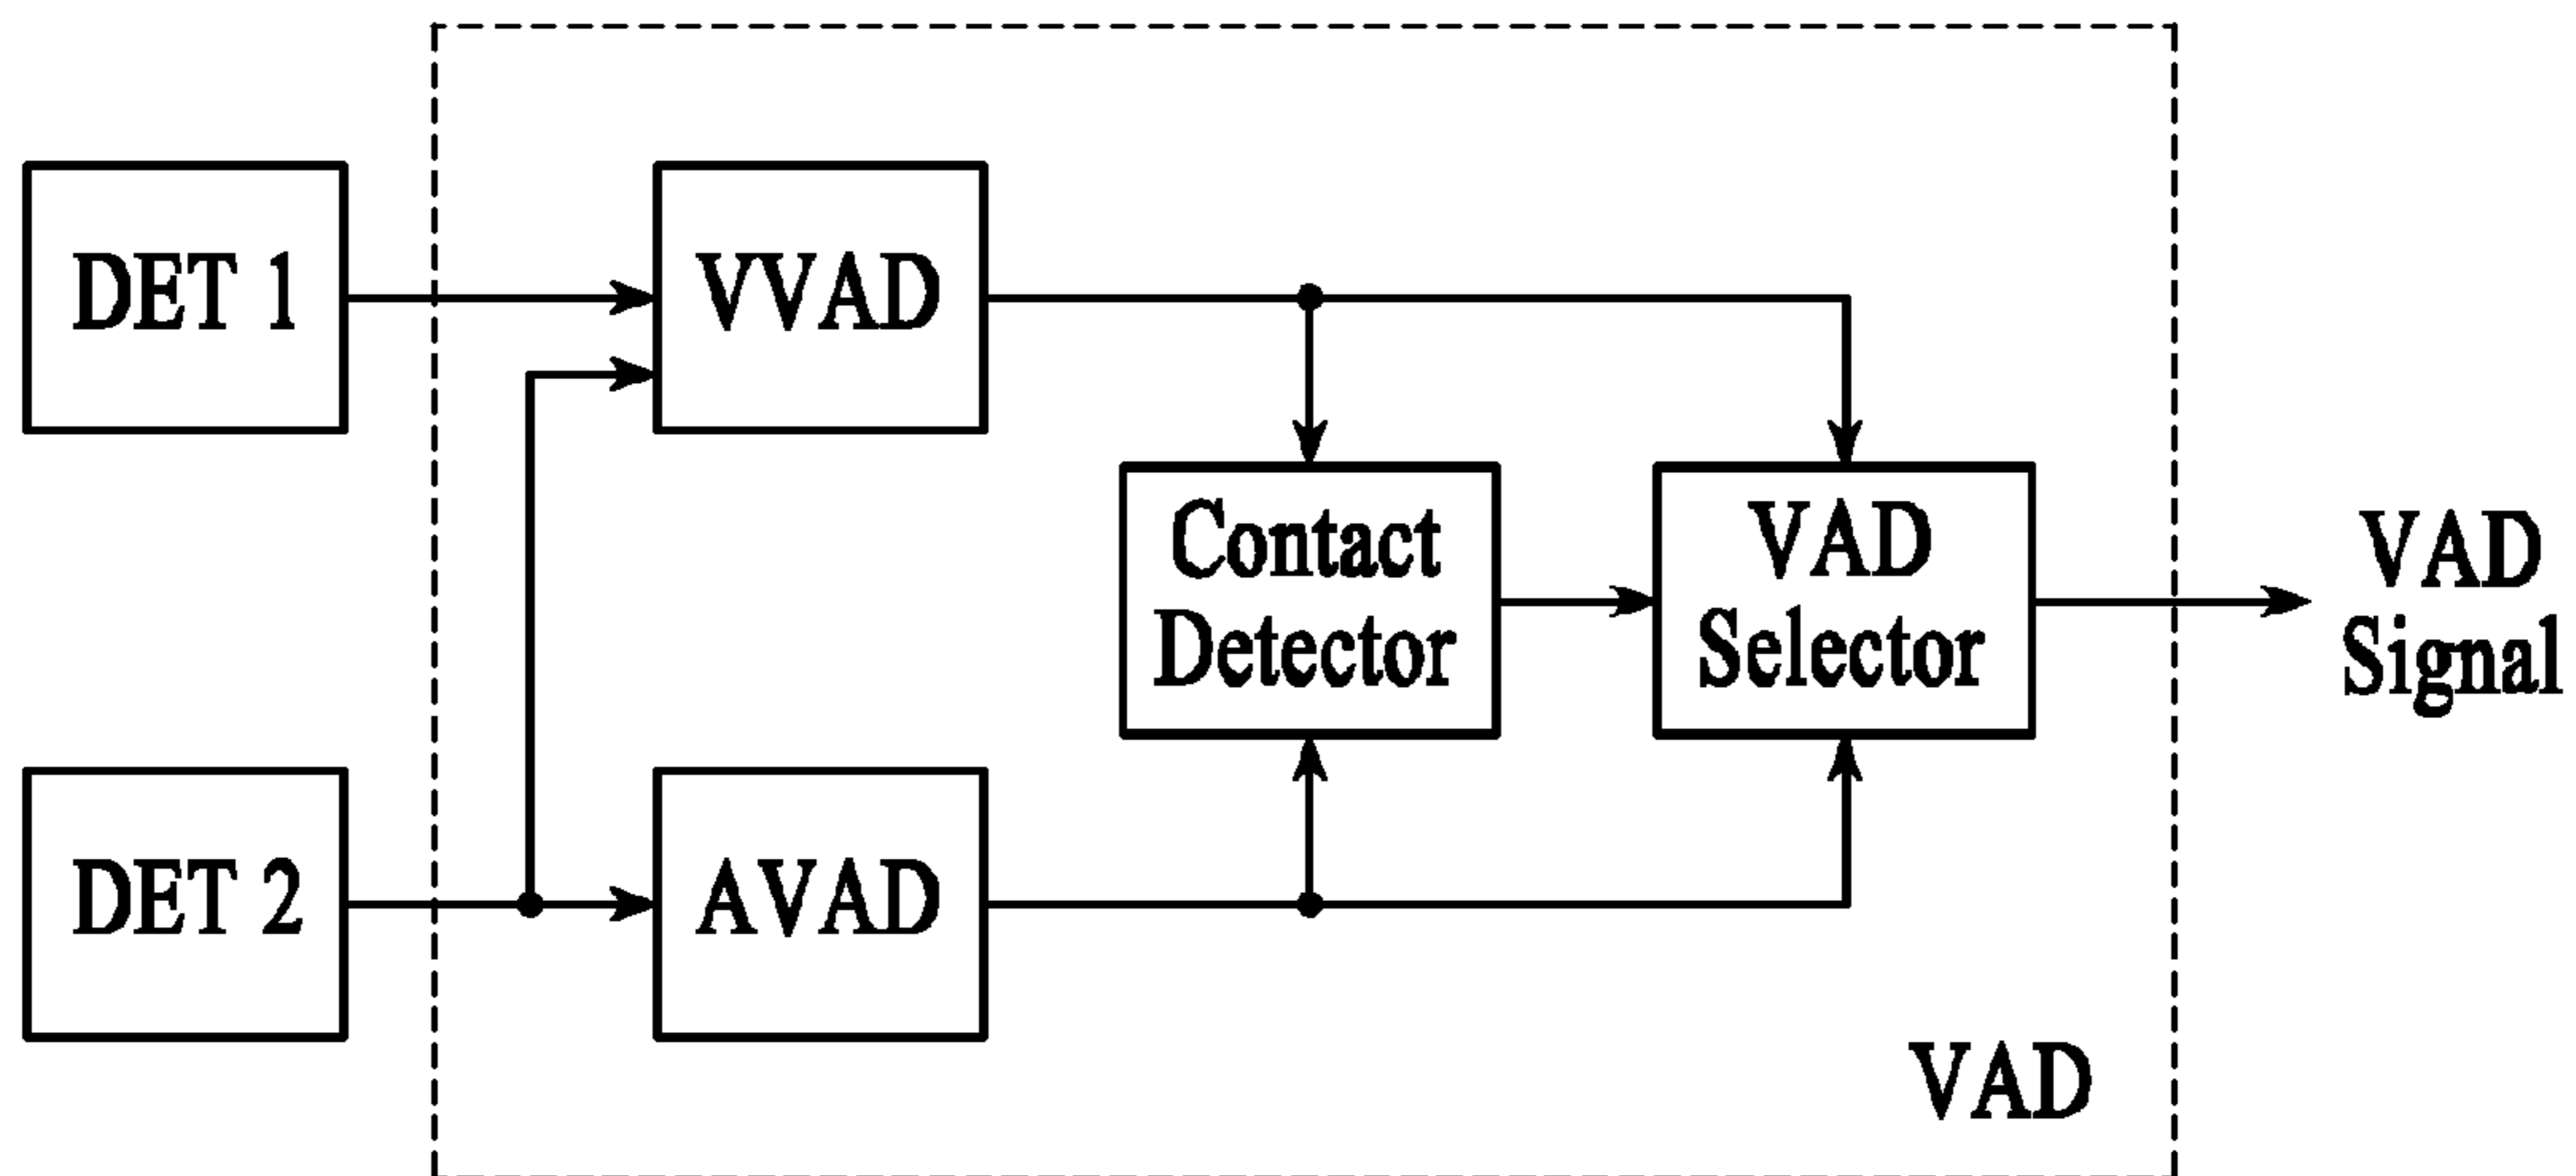 DET 1
VVAD
Contact
Detector
VAD
Selector
VAD
Signal
DET 2
AVAD
VAD